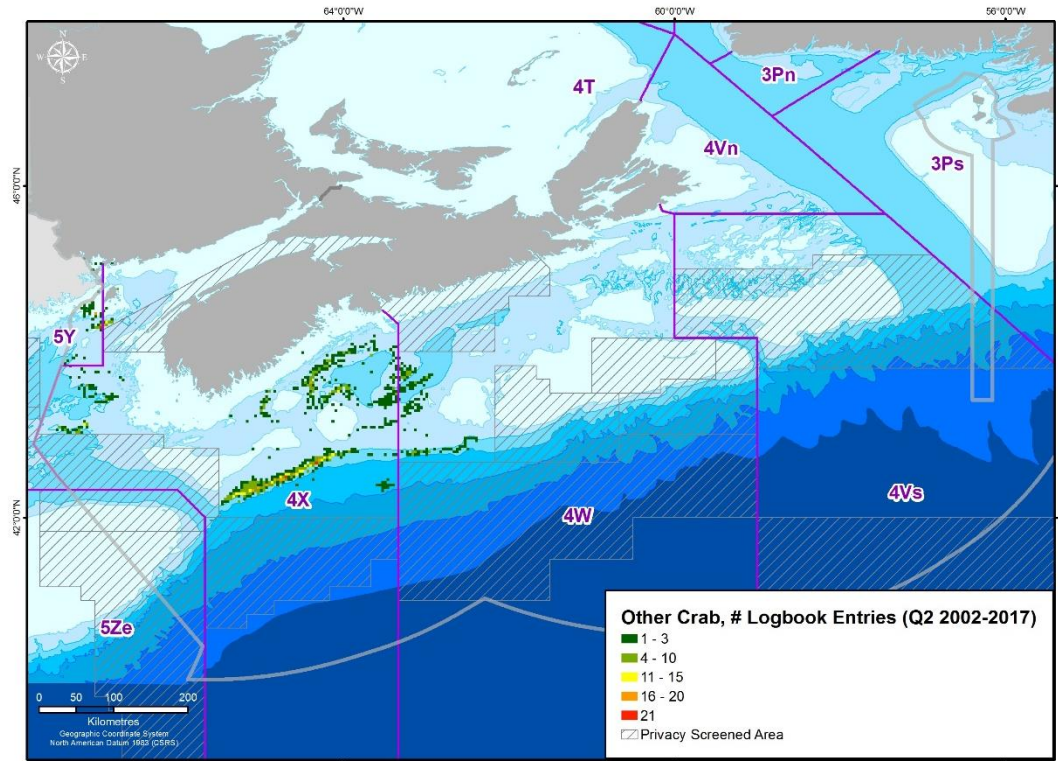 64°0'0"W 60°0'0"W 56°0'0"W
N
W E
S
4T
3Pn
4Vn
3Ps
46°0'0"N
5Y
4X
42°0'0"N
4W
4Vs
5Ze
0 50 100 200
Kilometres
Geographic Coordinate System
North American Datum 1983 (CSRS)
Other Crab, # Logbook Entries (Q2 2002-2017)
1 - 3
4 - 10
11 - 15
16 - 20
21
Privacy Screened Area